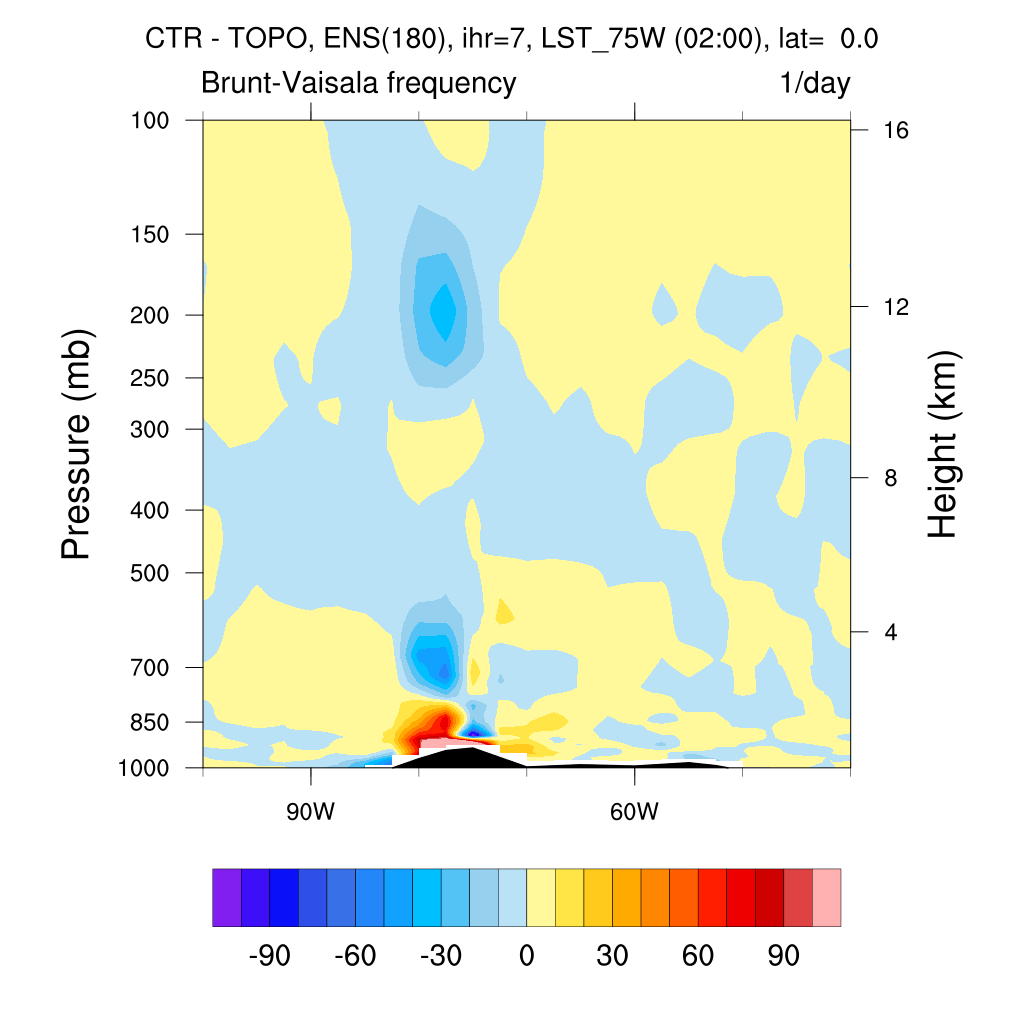 CTR - TOPO, ENS(180), ihr=7, LST_75W (02:00), lat=  0.0
Brunt-Vaisala frequency 1/day
100
150
200
250
300
400
500
700
850
1000
Pressure (mb)
16
12
8
4
Height (km)
90W 60W
-90 -60 -30 0 30 60 90